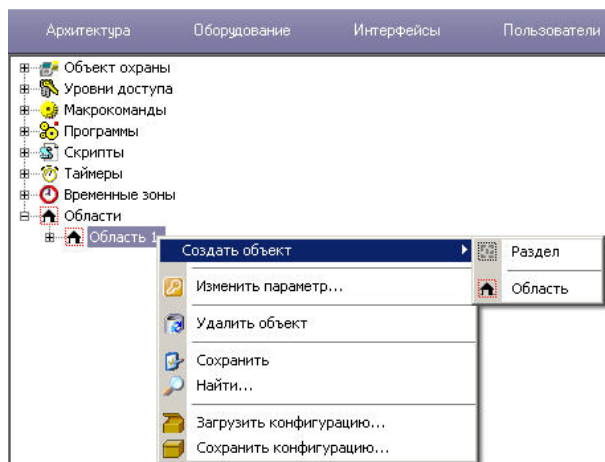 Архитектура Оборудование Интерфейсы Пользователи
Объект охраны
Уровни доступа
Макрокоманды
Программы
Скрипты
Таймеры
Временные зоны
Области
Область 1
Создать объект
Раздел
Изменить параметр...
Область
Удалить объект
Сохранить
Найти...
Загрузить конфигурацию...
Сохранить конфигурацию...